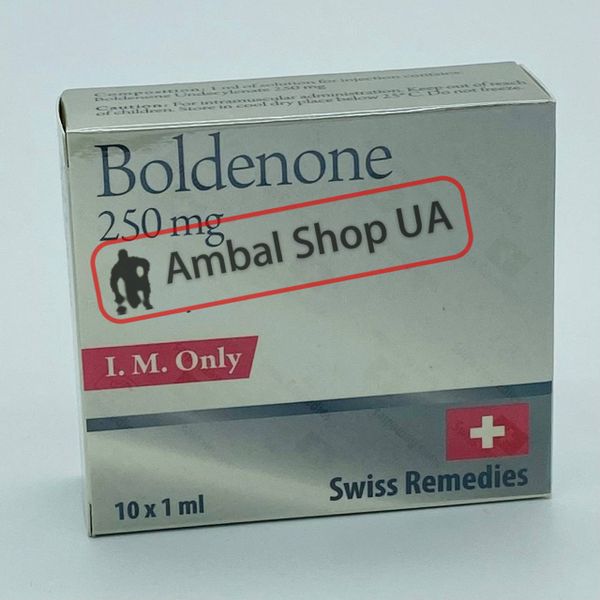 Composition: 1 ml of solution for injection contains:
Boldenone Undecylenate 250 mg
Caution: For intramuscular administration. Keep out of reach
of children. Store in cool dry place below 25° C. Do not freeze.
Boldenone
250 mg
Ambal Shop UA
I. M. Only
Swiss Remedies
10 x 1 ml